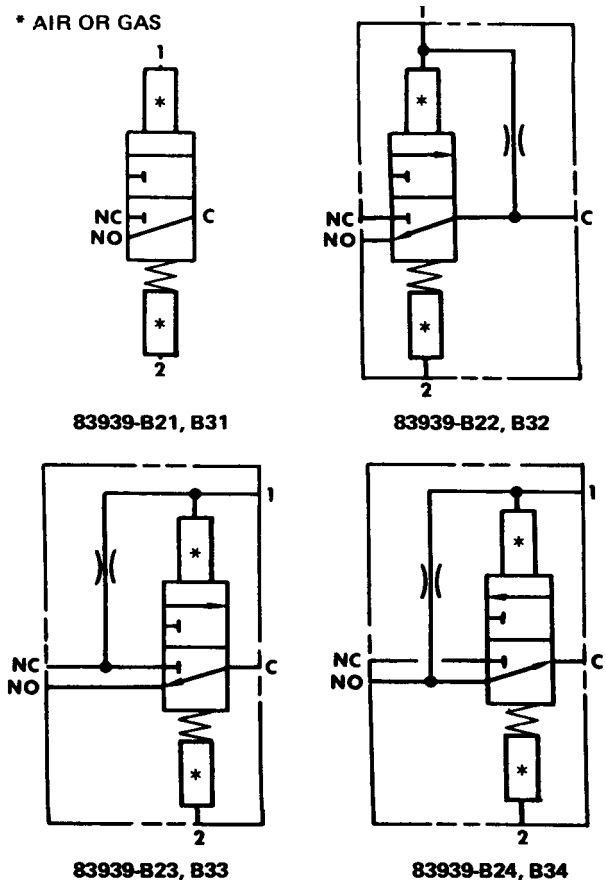 * AIR OR GAS
1
*
NC
NO
C
*
2
83939-B21, B31
1
*
NC
NO
C
*
2
83939-B22, B32
1
*
NC
NO
C
*
2
83939-B23, B33
1
*
NC
NO
C
*
2
83939-B24, B34